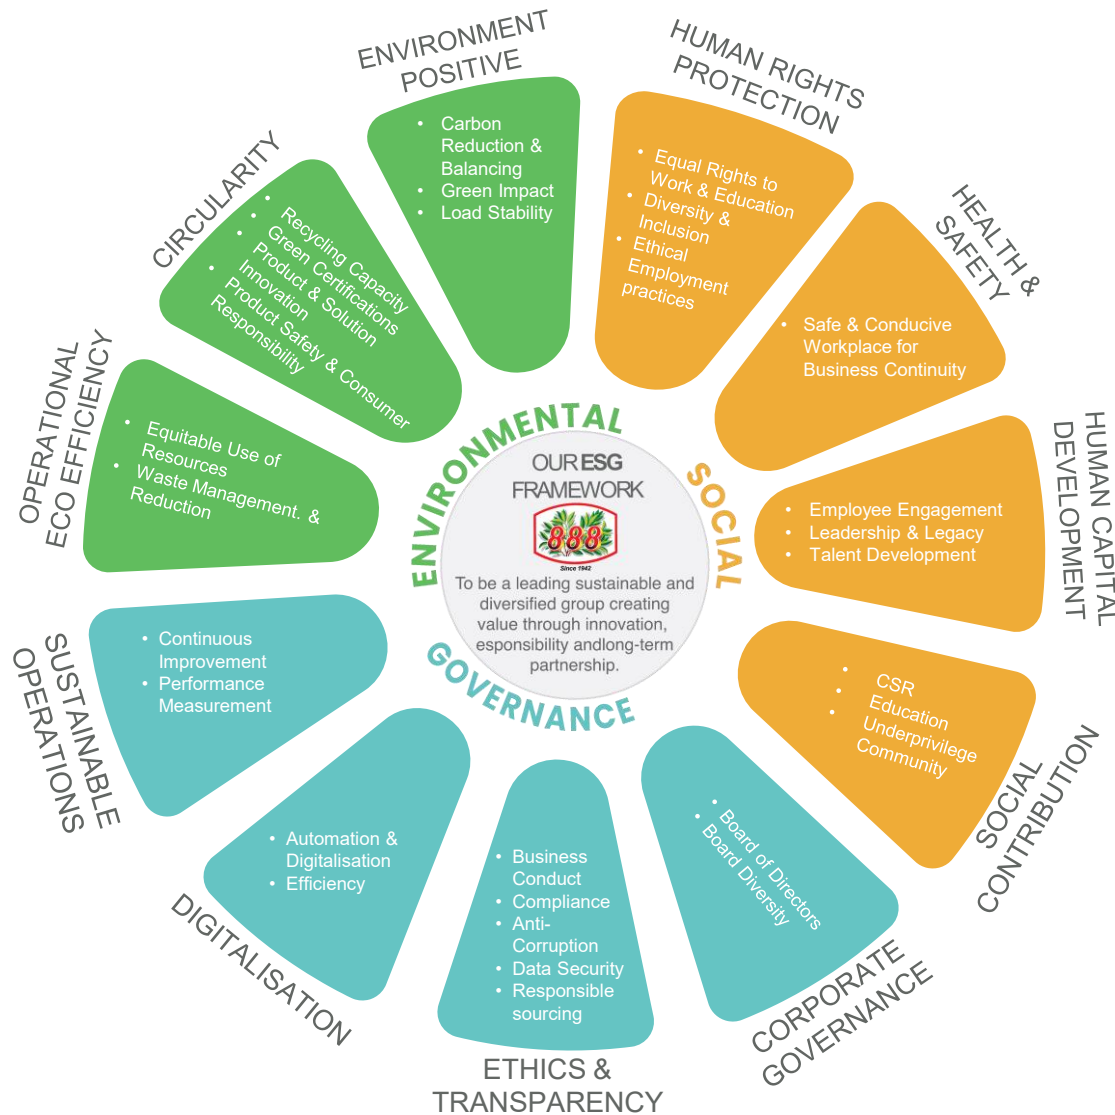 ENVIRONMENT
POSITIVE
• Carbon
Reduction &
Balancing
• Green Impact
• Load Stability
HUMAN RIGHTS
PROTECTION
• Equal Rights to
Work & Education
• Diversity &
Inclusion
• Ethical
Employment
practices
HEALTH &
SAFETY
• Safe & Conducive
Workplace for
Business Continuity
HUMAN CAPITAL
DEVELOPMENT
• Employee Engagement
• Leadership & Legacy
• Talent Development
SOCIAL
CONTRIBUTION
• CSR
• Education
• Underprivilege
Community
CORPORATE
GOVERNANCE
• Board of Directors
• Board Diversity
ETHICS &
TRANSPARENCY
• Business
Conduct
• Compliance
• Anti-
Corruption
• Data Security
• Responsible
sourcing
DIGITALISATION
• Automation &
Digitalisation
• Efficiency
SUSTAINABLE
OPERATIONS
• Continuous
Improvement
• Performance
Measurement
OPERATIONAL
ECO EFFICIENCY
• Equitable Use of
Resources
• Waste Management. &
Reduction
CIRCULARITY
• Recycling Capacity
• Green Certifications
• Product & Solution
Innovation
• Product Safety & Consumer
Responsibility
ENVIRONMENTAL
SOCIAL
GOVERNANCE
OUR ESG
FRAMEWORK
888
Since 1942
To be a leading sustainable and
diversified group creating
value through innovation,
esponsibility andlong-term
partnership.